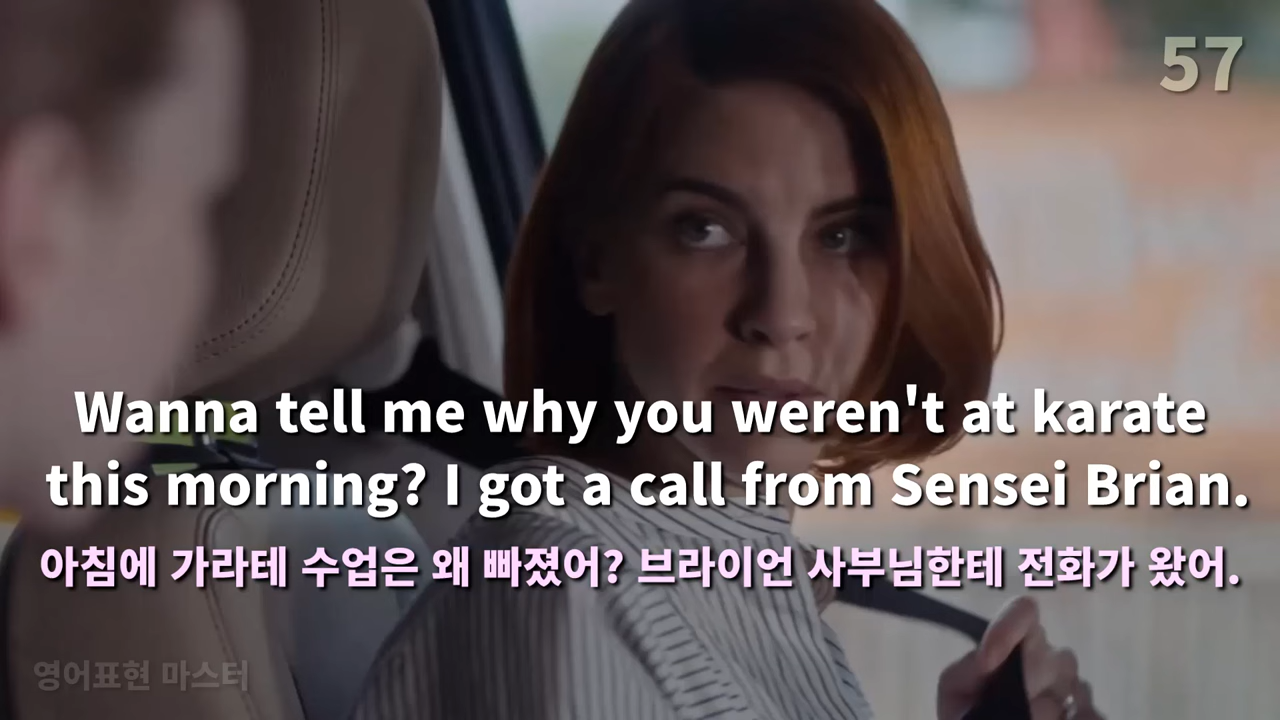 57
Wanna tell me why you weren't at karate
this morning? I got a call from Sensei Brian.
아침에 가라테 수업은 왜 빠졌어? 브라이언 사부님한테 전화가 왔어.
영어표현 마스터